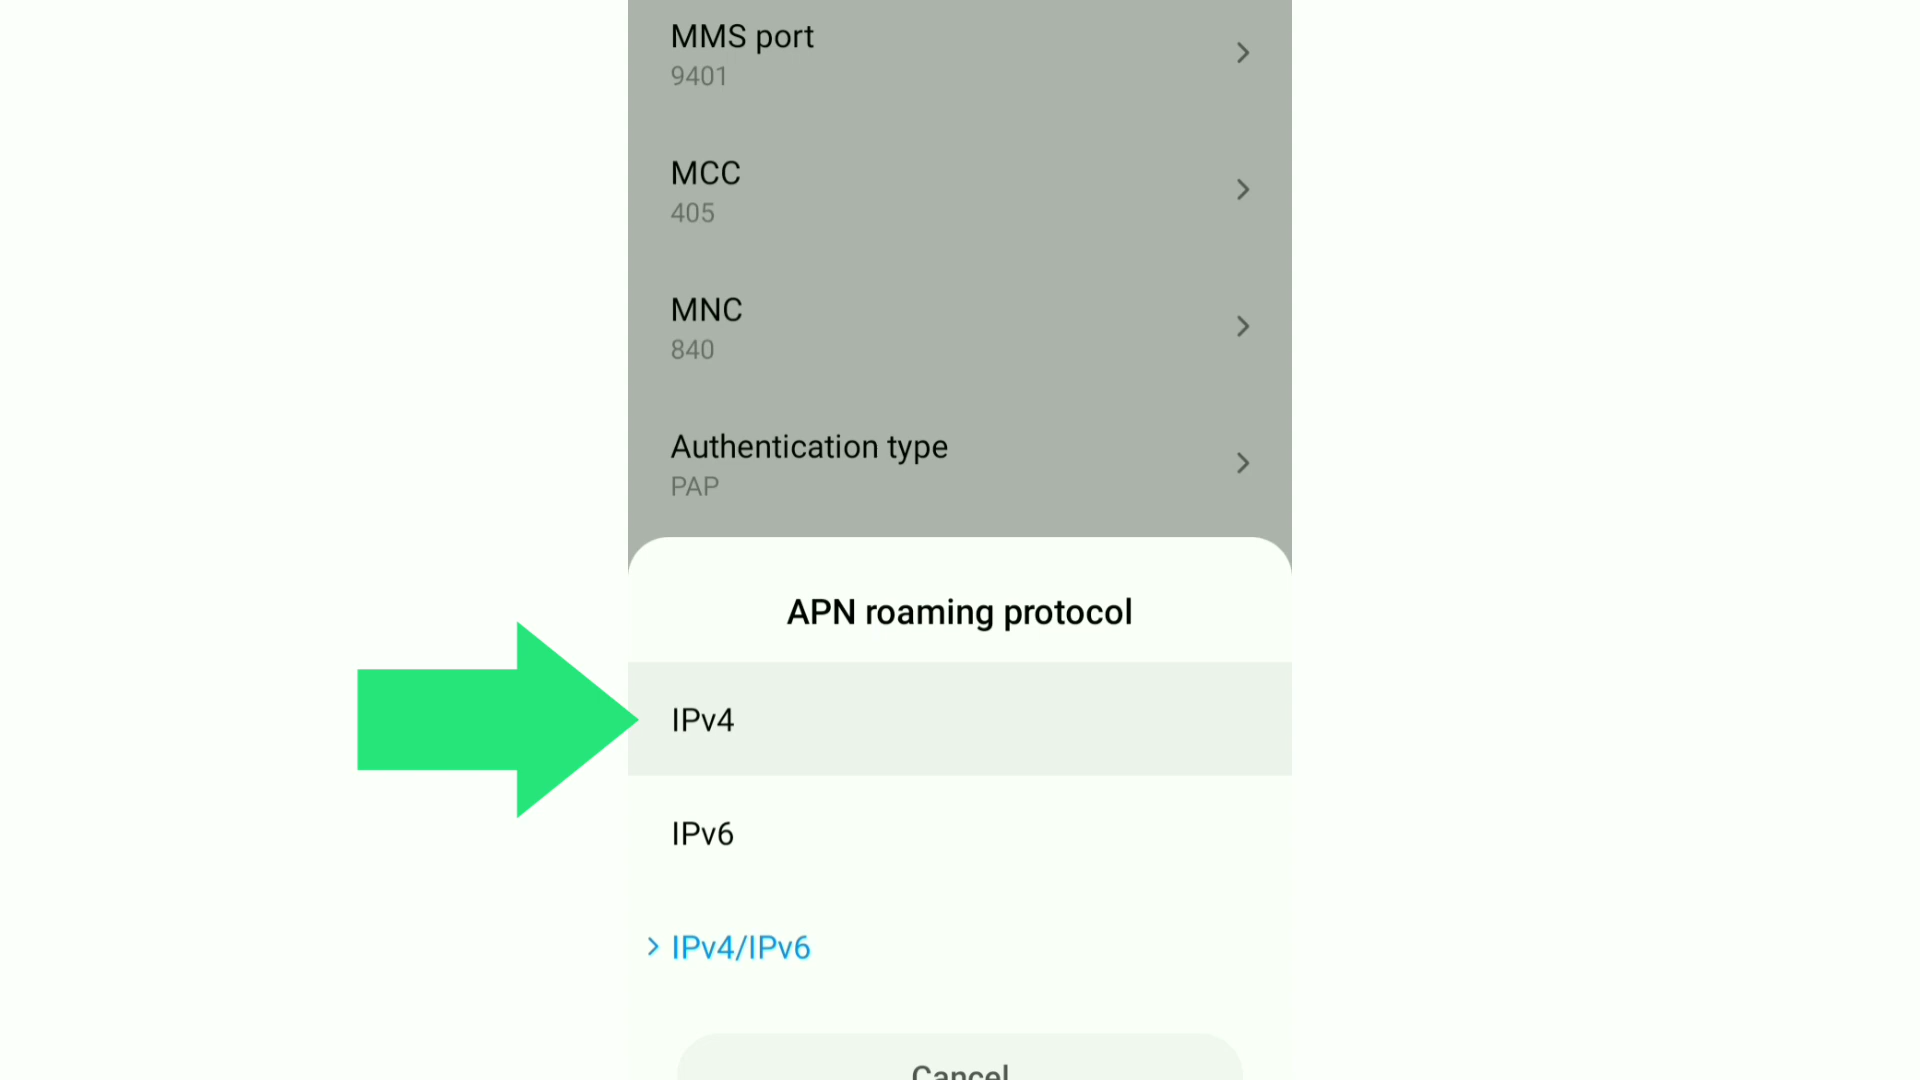 MMS port
9401
MCC
405
MNC
840
Authentication type
PAP
APN roaming protocol
IPv4
IPv6
IPv4/IPv6
Cancel